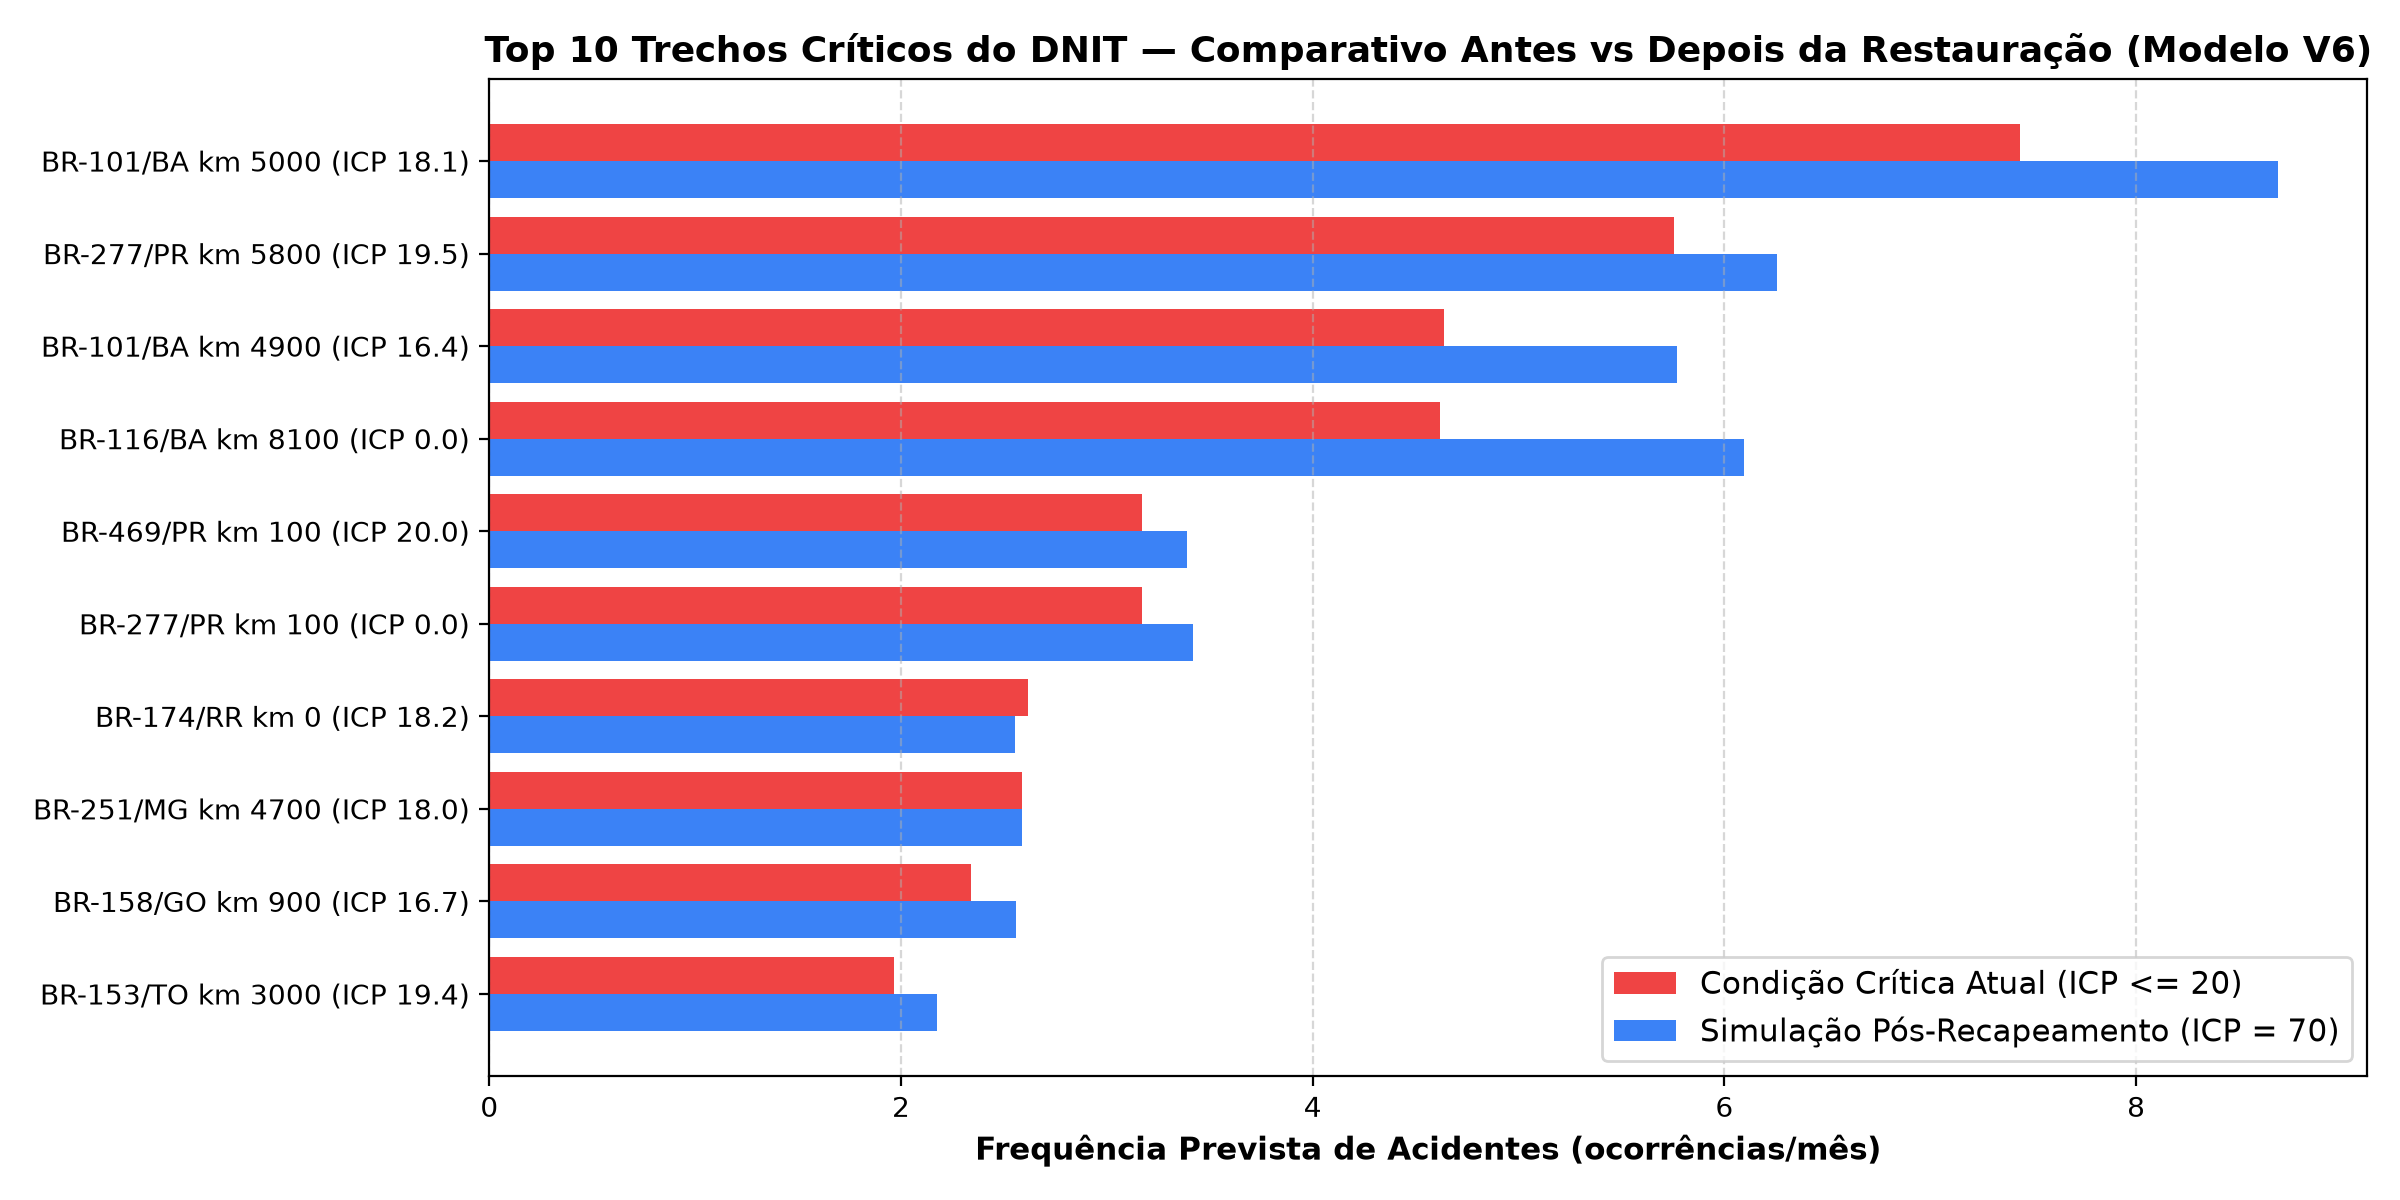 Top 10 Trechos Críticos do DNIT — Comparativo Antes vs Depois da Restauração (Modelo V6)
BR-101/BA km 5000 (ICP 18.1)
BR-277/PR km 5800 (ICP 19.5)
BR-101/BA km 4900 (ICP 16.4)
BR-116/BA km 8100 (ICP 0.0)
BR-469/PR km 100 (ICP 20.0)
BR-277/PR km 100 (ICP 0.0)
BR-174/RR km 0 (ICP 18.2)
BR-251/MG km 4700 (ICP 18.0)
BR-158/GO km 900 (ICP 16.7)
BR-153/TO km 3000 (ICP 19.4)
Condição Crítica Atual (ICP <= 20)
Simulação Pós-Recapeamento (ICP = 70)
0 2 4 6 8
Frequência Prevista de Acidentes (ocorrências/mês)